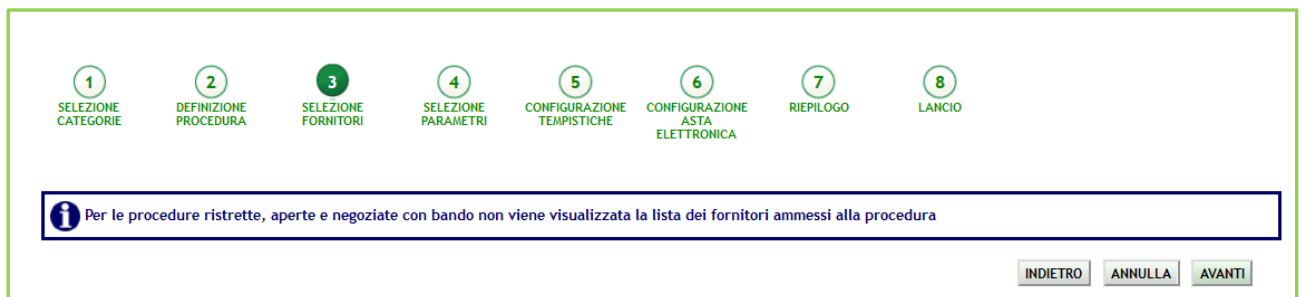 1
SELEZIONE
CATEGORIE
2
DEFINIZIONE
PROCEDURA
3
SELEZIONE
FORNITORI
4
SELEZIONE
PARAMETRI
5
CONFIGURAZIONE
TEMPISTICHE
6
CONFIGURAZIONE
ASTA
ELETTRONICA
7
RIEPILOGO
8
LANCIO
i Per le procedure ristrette, aperte e negoziate con bando non viene visualizzata la lista dei fornitori ammessi alla procedura
INDIETRO ANNULLA AVANTI